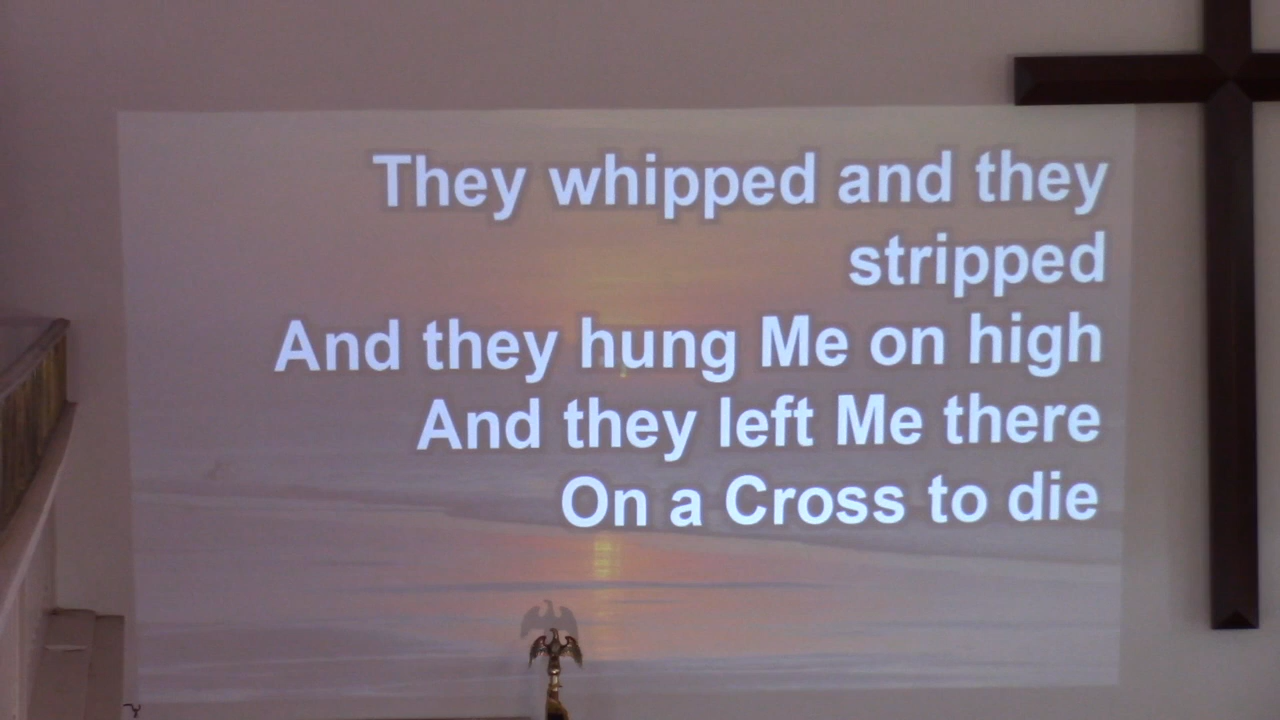 They whipped and they
stripped
And they hung Me on high
And they left Me there
On a Cross to die